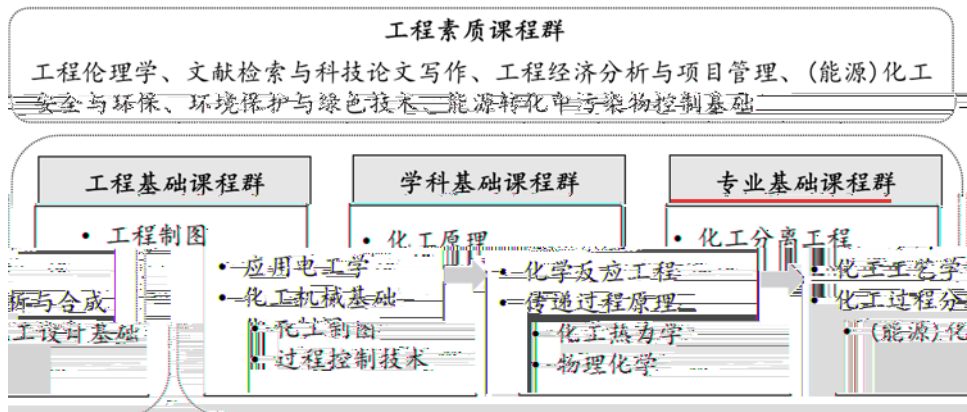 工程素质课程群
工程伦理学、文献检索与科技论文写作、工程经济分析与项目管理、(能源)化工
安全与环保、环境保护与绿色技术、能源转化中污染物控制基础
工程基础课程群
学科基础课程群
专业基础课程群
• 工程制图
• 化工原理
• 化工分离工程
• 应用电工学
• 化学反应工程
• 化工工艺学
析与合成
• 化工机械基础
• 传递过程原理
• 化工过程分
工设计基础
• 化工制图
• 化工热力学
• (能源)化
• 过程控制技术
• 物理化学